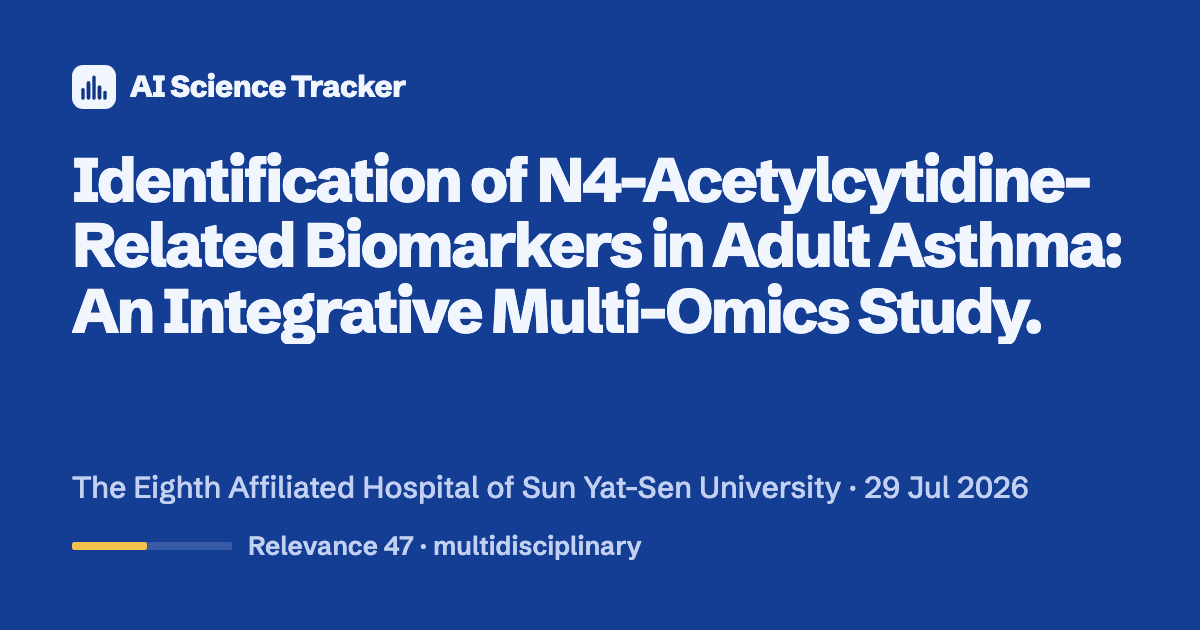 AI Science Tracker
Identification of N4-Acetylcytidine-
Related Biomarkers in Adult Asthma:
An Integrative Multi-Omics Study.
The Eighth Affiliated Hospital of Sun Yat-Sen University · 29 Jul 2026
Relevance 47 · multidisciplinary